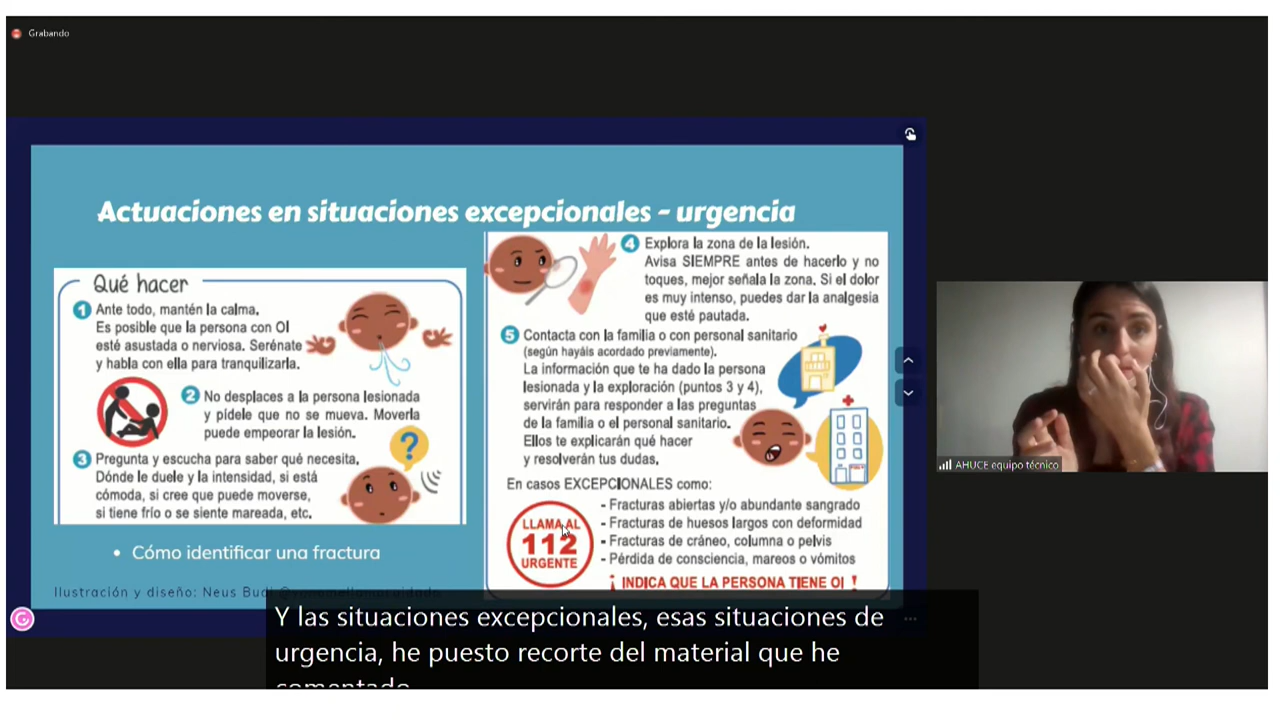 Grabando
Actuaciones en situaciones excepcionales - urgencia
Qué hacer
1 Ante todo, mantén la calma.
Es posible que la persona con OI
esté asustada o nerviosa. Serénate
y habla con ella para tranquilizarla.
2 No desplaces a la persona lesionada
y pídele que no se mueva. Moverla
puede empeorar la lesión.
?
3 Pregunta y escucha para saber qué necesita.
Dónde le duele y la intensidad, si está
cómoda, si cree que puede moverse,
si tiene frío o se siente mareada, etc.
• Cómo identificar una fractura
Ilustración y diseño: Neus
4 Explora la zona de la lesión.
Avisa SIEMPRE antes de hacerlo y no
toques, mejor señala la zona. Si el dolor
es muy intenso, puedes dar la analgesia
que esté pautada.
5 Contacta con la familia o con personal sanitario
(según hayáis acordado previamente).
La información que te ha dado la persona
lesionada y la exploración (puntos 3 y 4),
servirán para responder a las preguntas
de la familia o el personal sanitario.
Ellos te explicarán qué hacer
y resolverán tus dudas.
En casos EXCEPCIONALES como:
LLAMA AL
112
URGENTE
- Fracturas abiertas y/o abundante sangrado
- Fracturas de huesos largos con deformidad
- Fracturas de cráneo, columna o pelvis
- Pérdida de consciencia, mareos o vómitos
¡ INDICA QUE LA PERSONA TIENE OI !
AHUCE equipo técnico
Y las situaciones excepcionales, esas situaciones de
urgencia, he puesto recorte del material que he
comentado